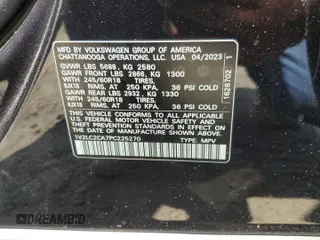 MFD BY VOLKSWAGEN GROUP OF AMERICA
CHATTANOOGA OPERATIONS, LLC. USA 04/2023
GVWR LBS 5688, KG 2580
GAWR FRONT LBS 2866, KG 1300
WITH 245/60R18 TIRES,
8JX18 RIMS, AT 250 KPA, 36 PSI COLD
GAWR REAR LBS 2932, KG 1330
WITH 245/60R18 TIRES,
8JX18 RIMS, AT 250 KPA, 36 PSI COLD
THIS VEHICLE CONFORMS TO ALL APPLICABLE
U.S. FEDERAL MOTOR VEHICLE SAFETY AND
THEFT PREVENTION STANDARDS IN EFFECT ON
THE DATE OF MANUFACTURE SHOWN ABOVE.
1V2LC2CA7PC225270 TYPE: MPV
1628702 1
DREAMBID